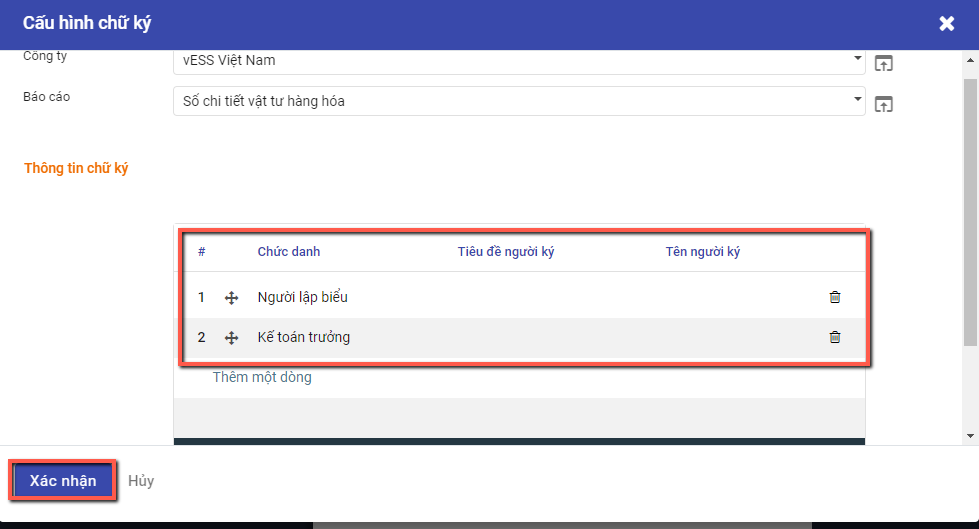 Cấu hình chữ ký
Công ty
vESS Việt Nam
Báo cáo
Sổ chi tiết vật tư hàng hóa
Thông tin chữ ký
# Chức danh Tiêu đề người ký Tên người ký
1 Người lập biểu
2 Kế toán trưởng
Thêm một dòng
Xác nhận Hủy